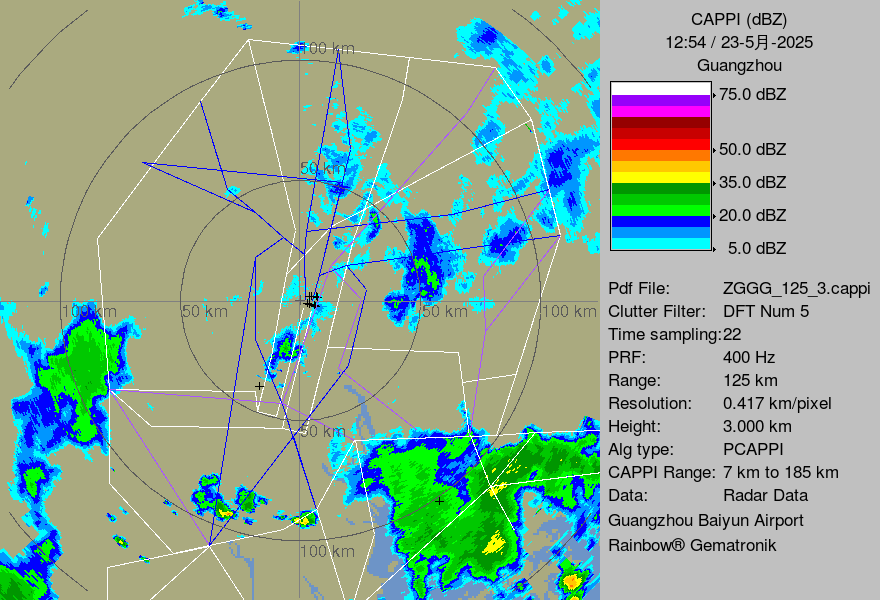 CAPPI (dBZ)
12:54 / 23-5月-2025
Guangzhou
75.0 dBZ
50.0 dBZ
35.0 dBZ
20.0 dBZ
5.0 dBZ
Pdf File: ZGGG_125_3.cappi
Clutter Filter: DFT Num 5
Time sampling:22
PRF: 400 Hz
Range: 125 km
Resolution: 0.417 km/pixel
Height: 3.000 km
Alg type: PCAPPI
CAPPI Range: 7 km to 185 km
Data: Radar Data
Guangzhou Baiyun Airport
Rainbow® Gematronik
100 km
50 km
100 km
50 km
50 km
100 km
50 km
100 km